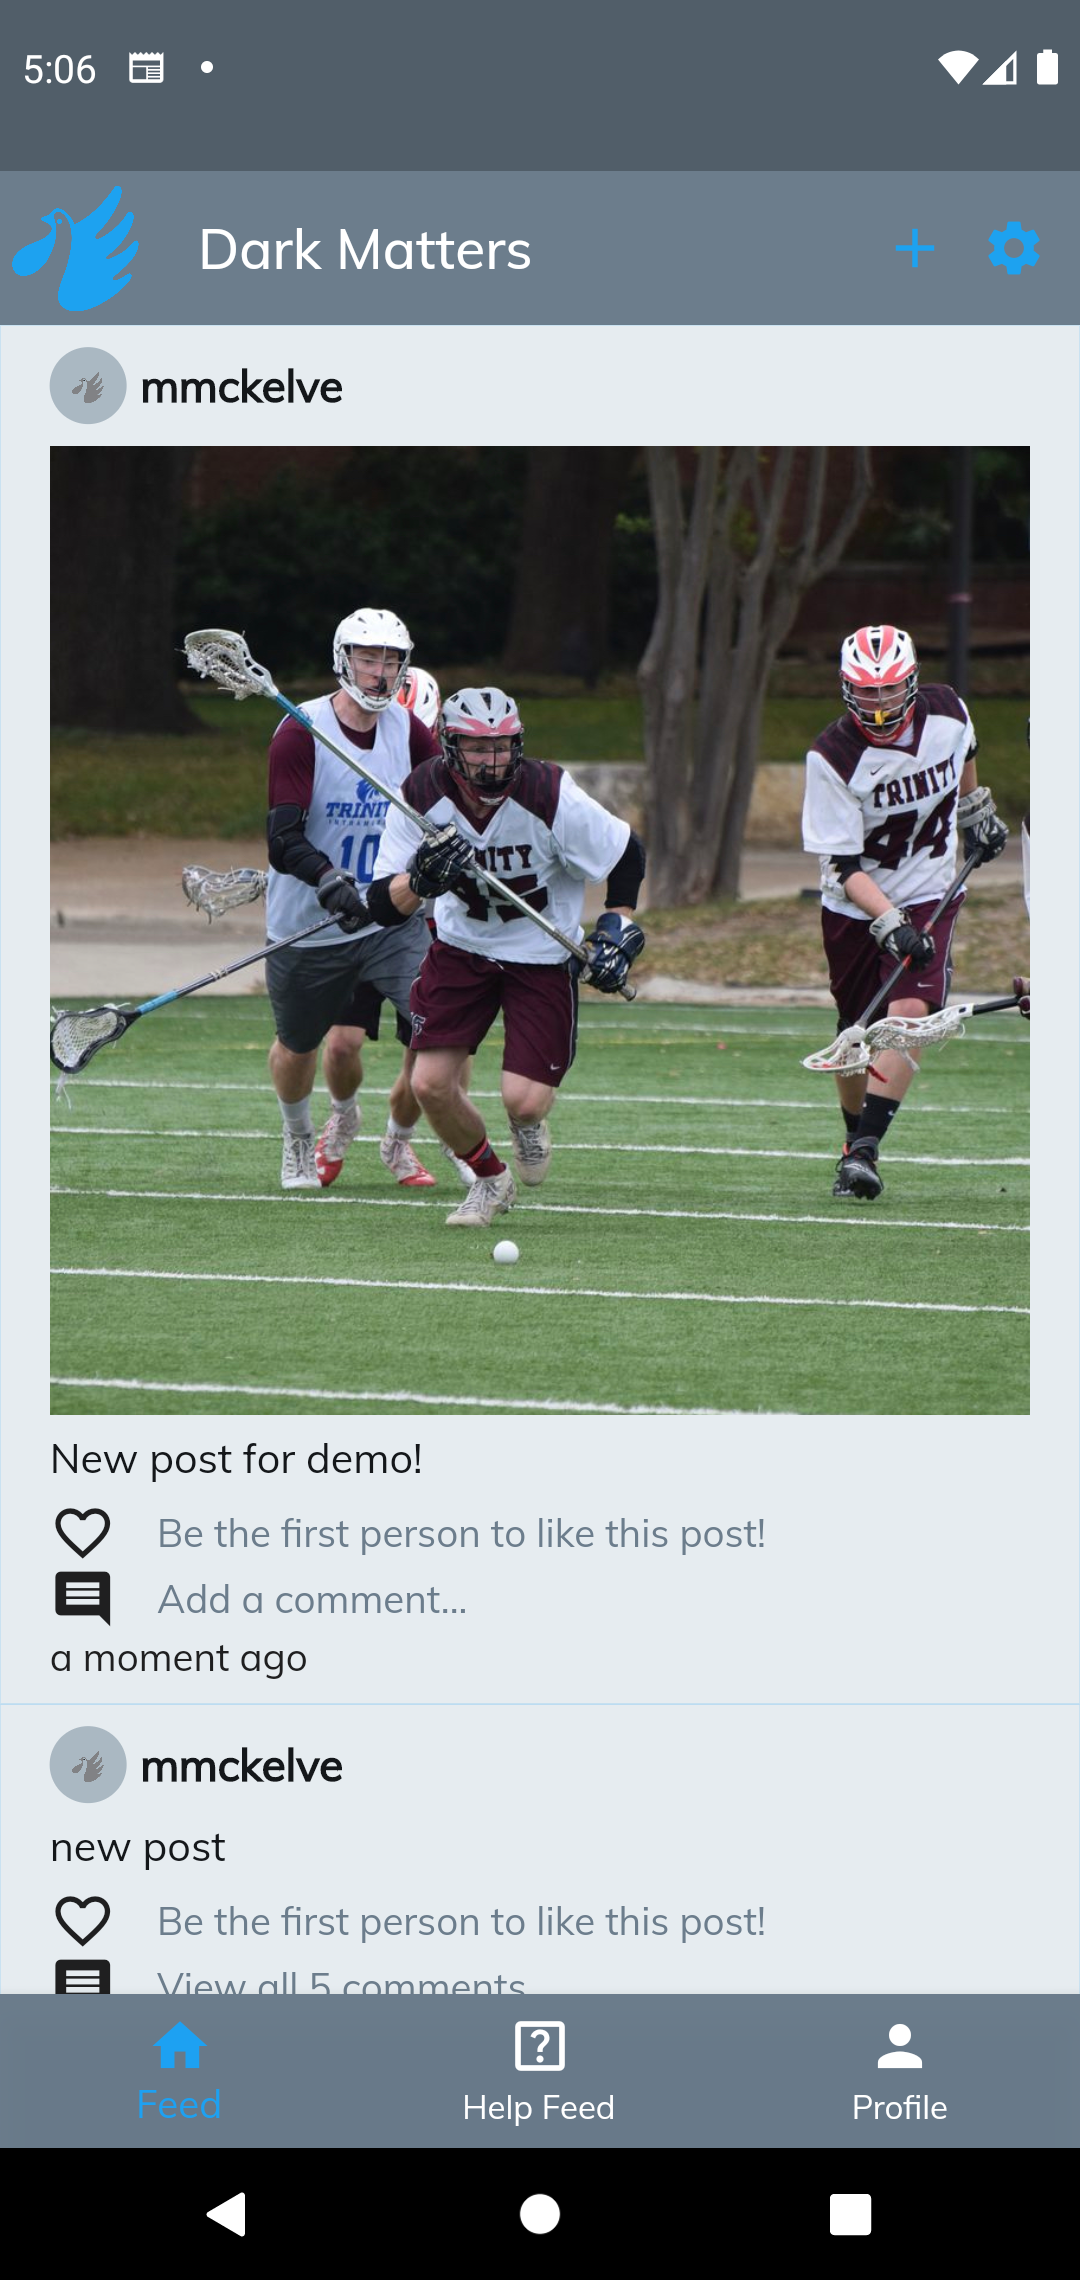 5:06
Dark Matters
mmckelve
TRINITY
44
10
45
New post for demo!
Be the first person to like this post!
Add a comment...
a moment ago
mmckelve
new post
Be the first person to like this post!
View all 5 comments
Feed
Help Feed
Profile